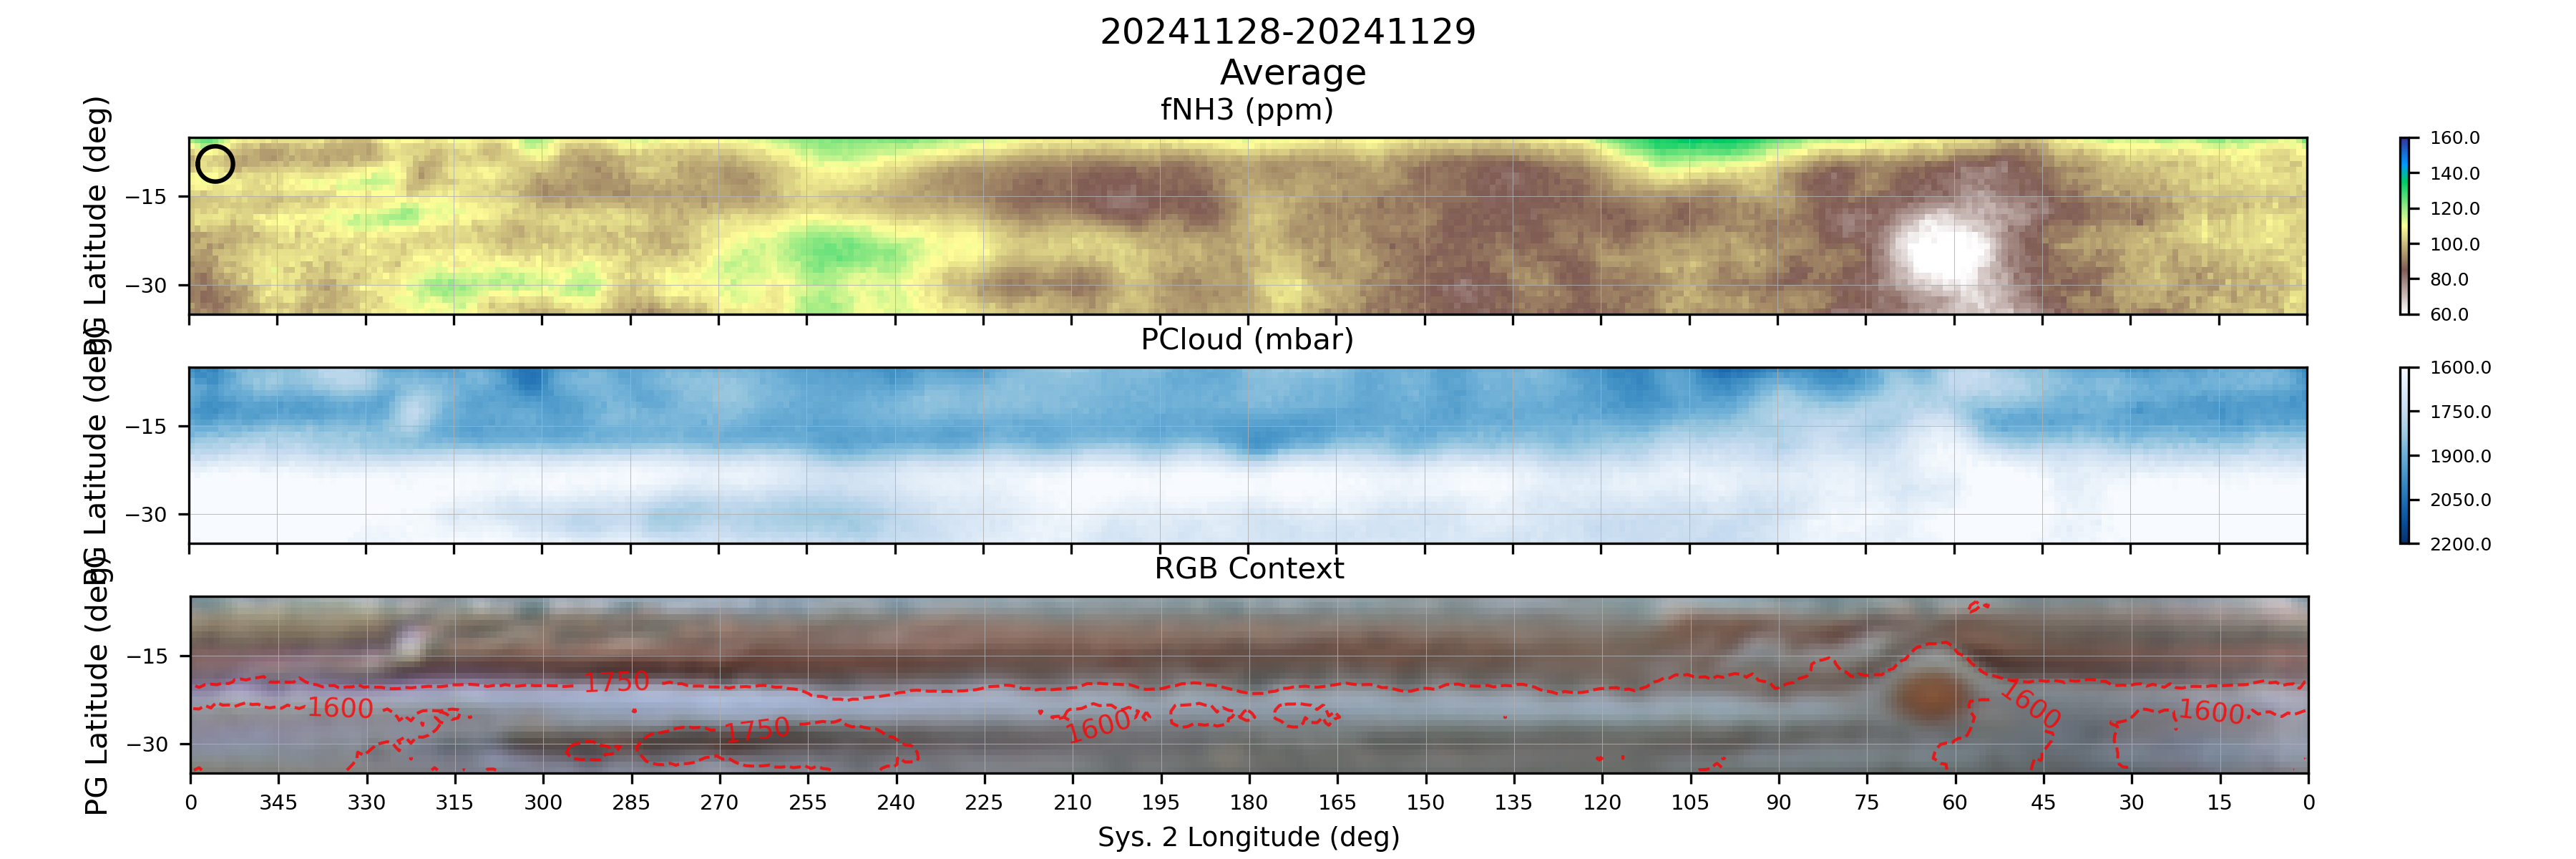 20241128-20241129
Average
fNH3 (ppm)
PG Latitude (deg)
−15
−30
160.0
140.0
120.0
100.0
80.0
60.0
PCloud (mbar)
PG Latitude (deg)
−15
−30
1600.0
1750.0
1900.0
2050.0
2200.0
RGB Context
PG Latitude (deg)
−15
−30
1750
1600
1750
1600
1600
1600
0 345 330 315 300 285 270 255 240 225 210 195 180 165 150 135 120 105 90 75 60 45 30 15 0
Sys. 2 Longitude (deg)